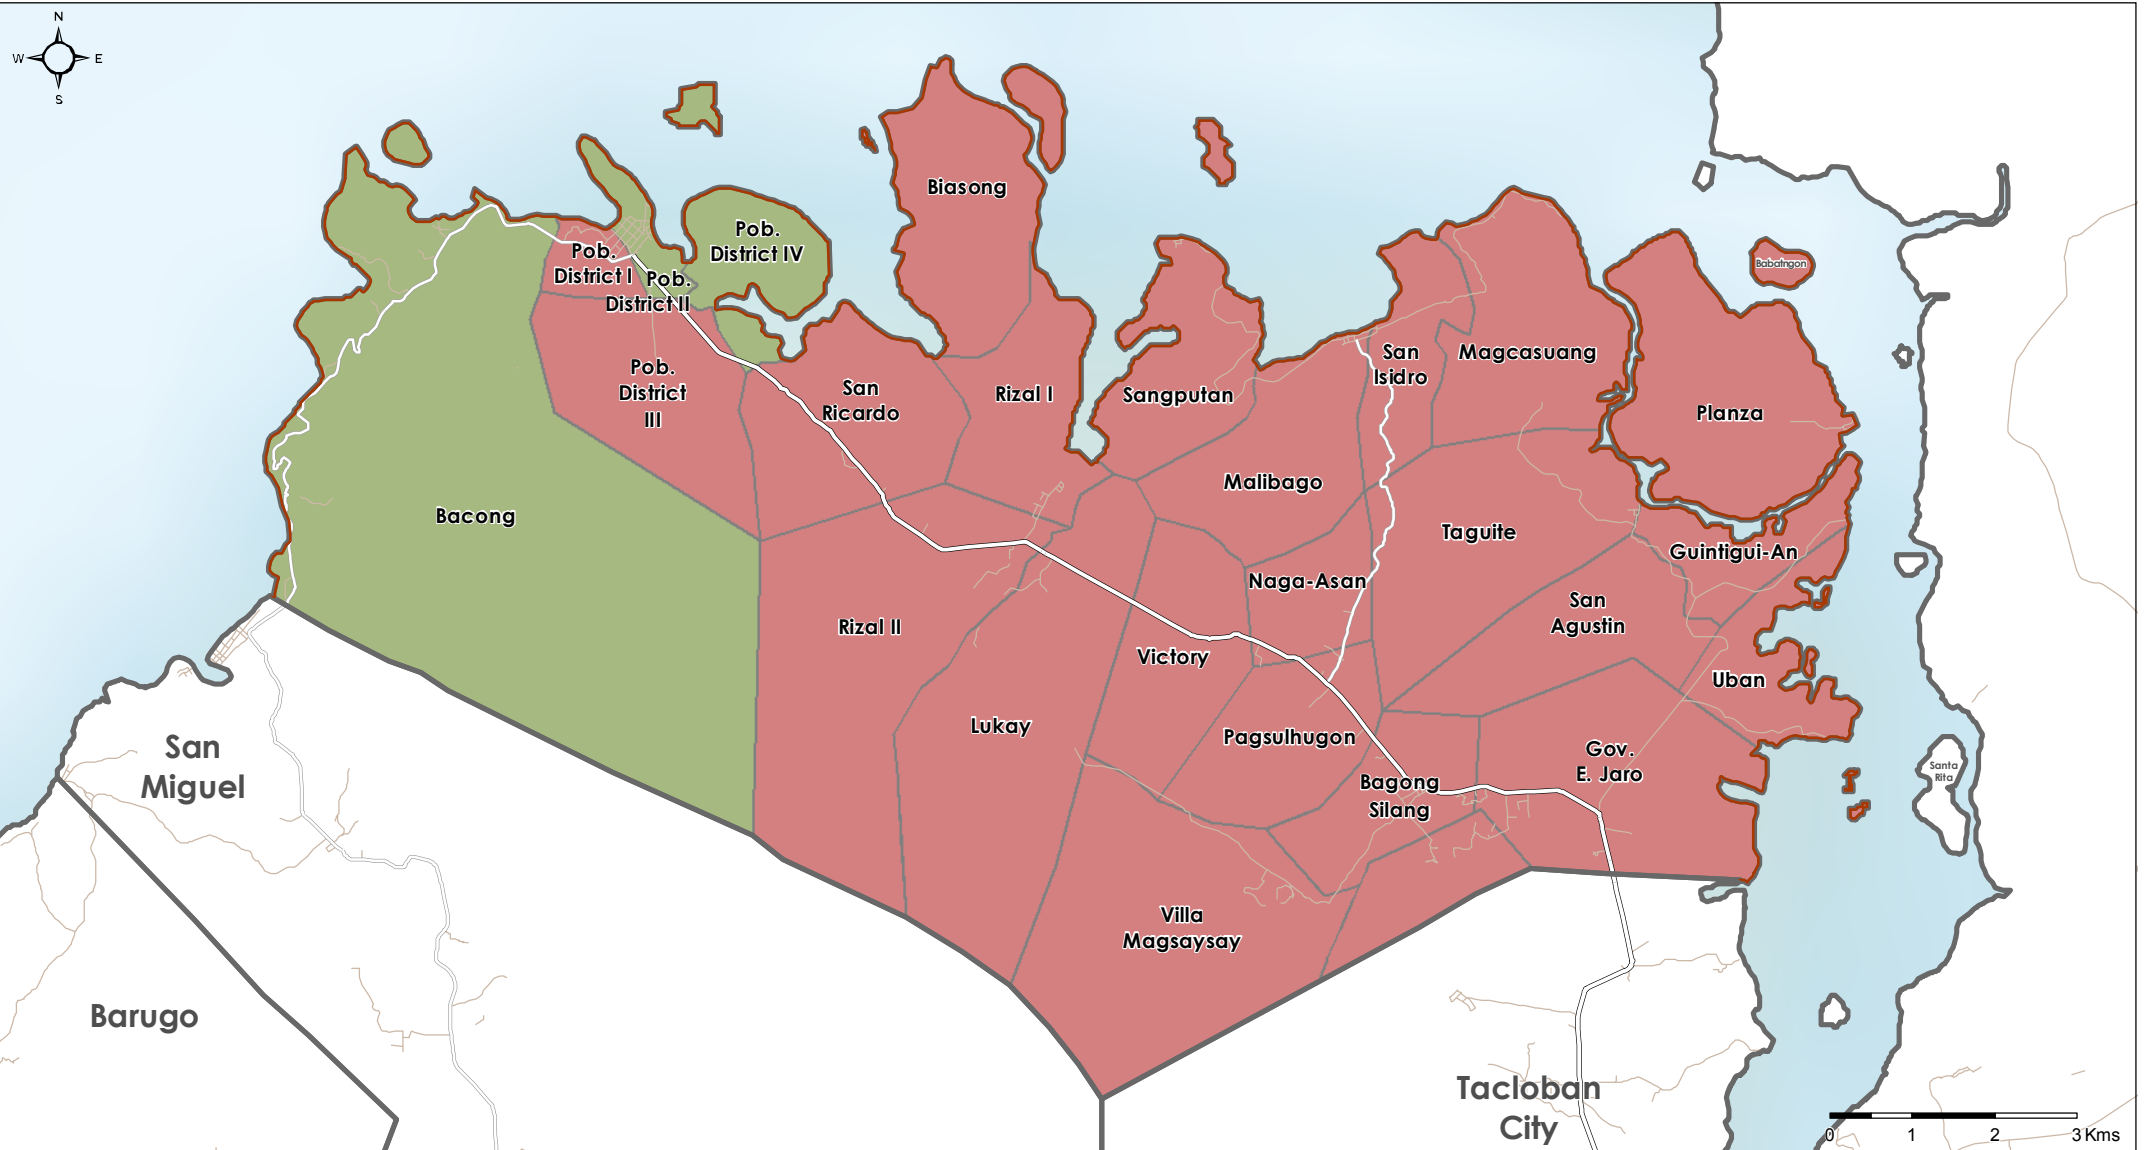 N
W E
S
Biasong
Pob.
District IV
Pob.
District I
Pob.
District II
Babatngon
Pob.
District
III
San
Ricardo
Rizal I
Sangputan
San
Isidro
Magcasuang
Planza
Malibago
Bacong
Taguite
Guintigui-An
Naga-Asan
San
Agustin
Rizal II
Victory
Uban
Lukay
Pagsulhugon
Gov.
E. Jaro
Bagong
Silang
San
Miguel
Santa
Rita
Villa
Magsaysay
Barugo
Tacloban
City
0 1 2 3 Kms